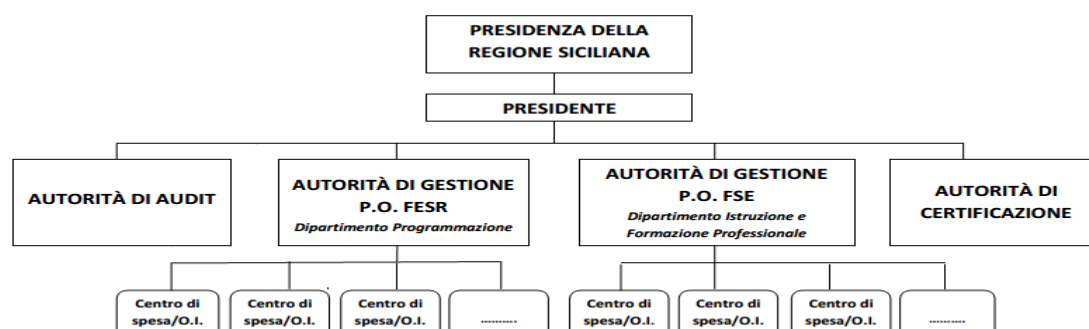 PRESIDENZA DELLA
REGIONE SICILIANA
PRESIDENTE
AUTORITÀ DI AUDIT
AUTORITÀ DI GESTIONE
P.O. FESR
Dipartimento Programmazione
AUTORITÀ DI GESTIONE
P.O. FSE
Dipartimento Istruzione e
Formazione Professionale
AUTORITÀ DI
CERTIFICAZIONE
Centro di
spesa/O.I.
Centro di
spesa/O.I.
Centro di
spesa/O.I.
..........
Centro di
spesa/O.I.
Centro di
spesa/O.I.
Centro di
spesa/O.I.
..........